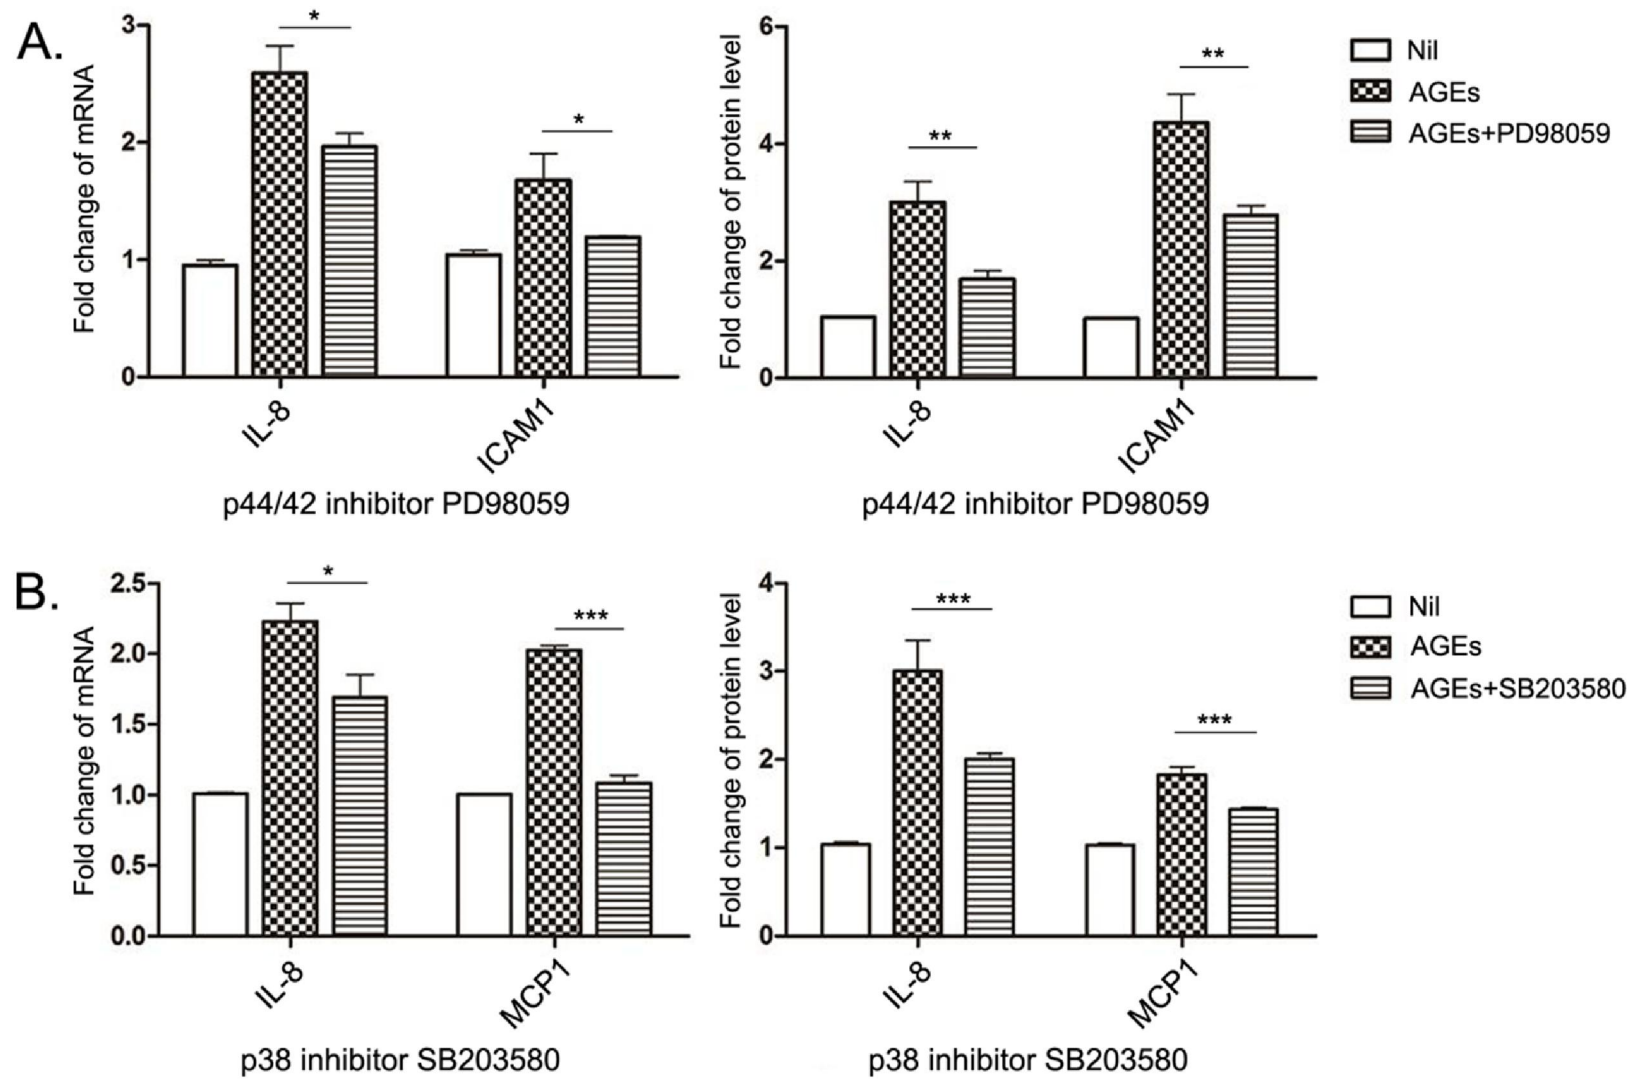 A.
Fold change of mRNA
3
2
1
0
*
*
IL-8
ICAM1
p44/42 inhibitor PD98059
Fold change of protein level
6
4
2
0
**
**
IL-8
ICAM1
p44/42 inhibitor PD98059
Nil
AGEs
AGEs+PD98059
B.
Fold change of mRNA
2.5
2.0
1.5
1.0
0.5
0.0
*
***
IL-8
MCP1
p38 inhibitor SB203580
Fold change of protein level
4
3
2
1
0
***
***
IL-8
MCP1
p38 inhibitor SB203580
Nil
AGEs
AGEs+SB203580